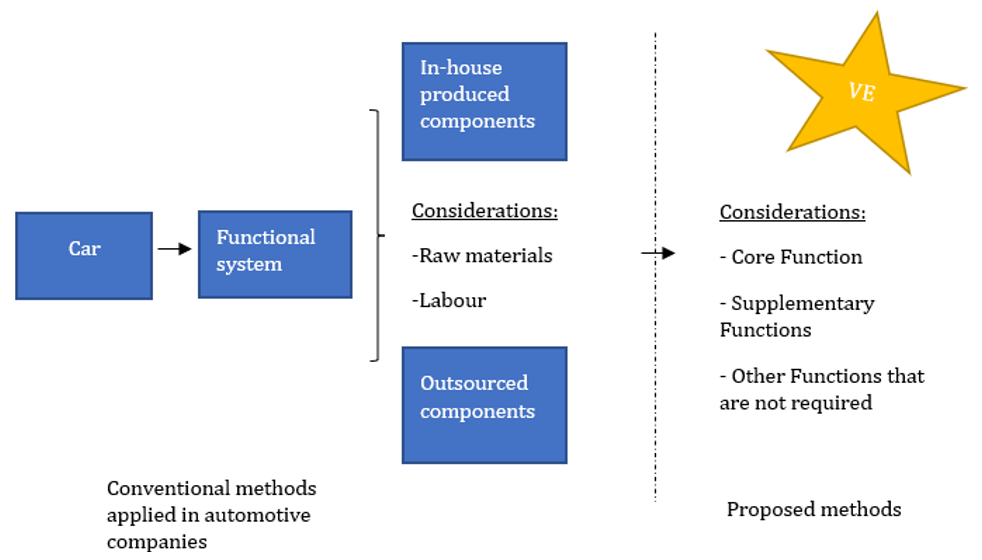 Car
Functional
system
In-house
produced
components
Considerations:
-Raw materials
-Labour
Outsourced
components
Conventional methods
applied in automotive
companies
VE
Considerations:
- Core Function
- Supplementary
Functions
- Other Functions that
are not required
Proposed methods